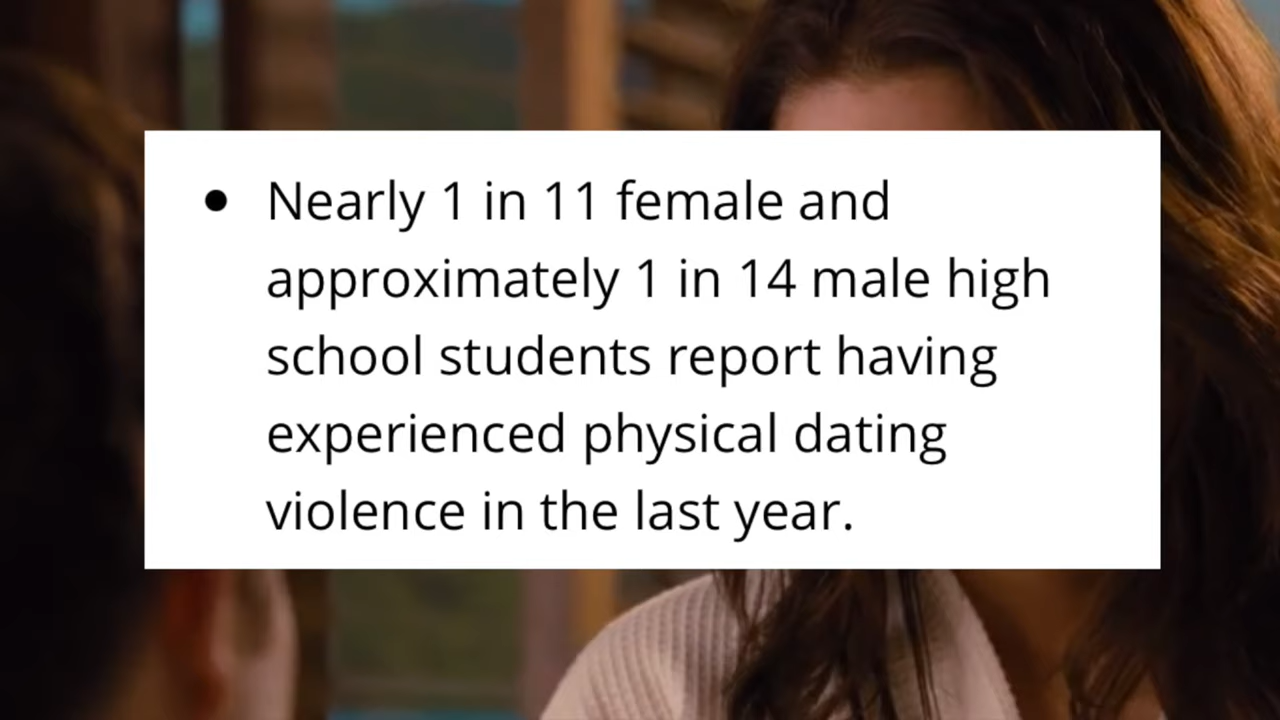 • Nearly 1 in 11 female and
approximately 1 in 14 male high
school students report having
experienced physical dating
violence in the last year.